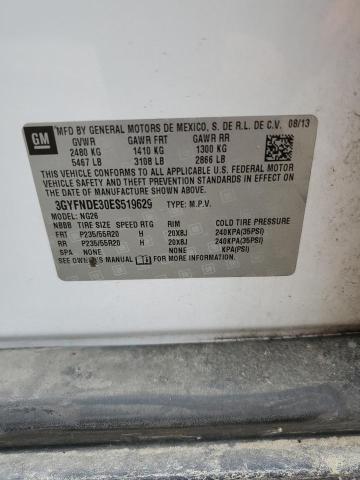 GM
MFD BY GENERAL MOTORS DE MEXICO, S. DE R.L. DE C.V. 08/13
GVWR GAWR FRT GAWR RR
2480 KG 1410 KG 1300 KG
5467 LB 3108 LB 2866 LB
THIS VEHICLE CONFORMS TO ALL APPLICABLE U.S. FEDERAL MOTOR
VEHICLE SAFETY STANDARDS IN EFFECT ON THE DATE OF
MANUFACTURE SHOWN ABOVE.
3GYFNDE30ES519629 TYPE: M.P.V.
MODEL: NG26
NBBB TIRE SIZE SPEED RTG RIM COLD TIRE PRESSURE
FRT P235/55R20 H 20X8J 240KPA(35PSI)
RR P235/55R20 H 20X8J 240KPA(35PSI)
SPA NONE NONE KPA(PSI)
SEE OWNERS MANUAL FOR MORE INFORMATION